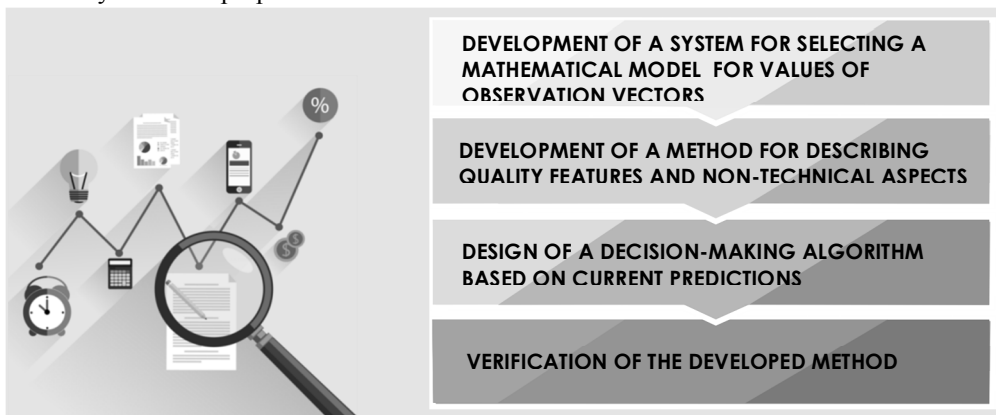 DEVELOPMENT OF A SYSTEM FOR SELECTING A
MATHEMATICAL MODEL FOR VALUES OF
OBSERVATION VECTORS
DEVELOPMENT OF A METHOD FOR DESCRIBING
QUALITY FEATURES AND NON-TECHNICAL ASPECTS
DESIGN OF A DECISION-MAKING ALGORITHM
BASED ON CURRENT PREDICTIONS
VERIFICATION OF THE DEVELOPED METHOD
%
$
$